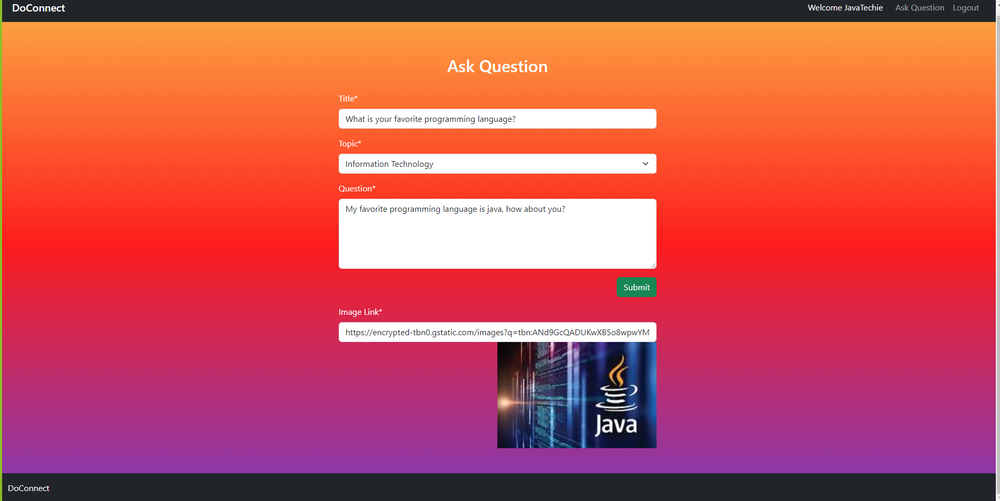 DoConnect
Welcome JavaTechie Ask Question Logout
Ask Question
Title*
What is your favorite programming language?
Topic*
Information Technology
Question*
My favorite programming language is java, how about you?
Submit
Image Link*
https://encrypted-tbn0.gstatic.com/images?q=tbn:ANd9GcQADUKwXB5o8wpwYM
Java
DoConnect